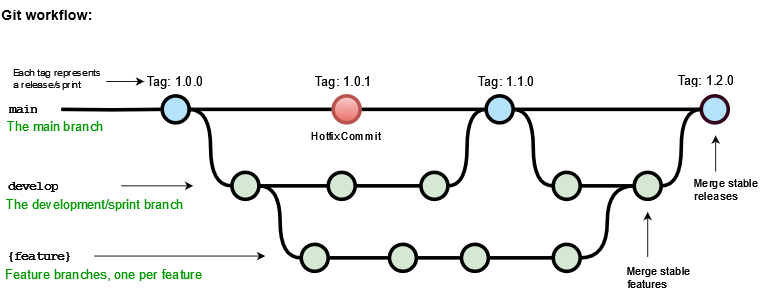 Git workflow:
Each tag represents
a release/sprint
Tag: 1.0.0
Tag: 1.0.1
Tag: 1.1.0
Tag: 1.2.0
main
The main branch
HotfixCommit
develop
The development/sprint branch
Merge stable
releases
{feature}
Feature branches, one per feature
Merge stable
features